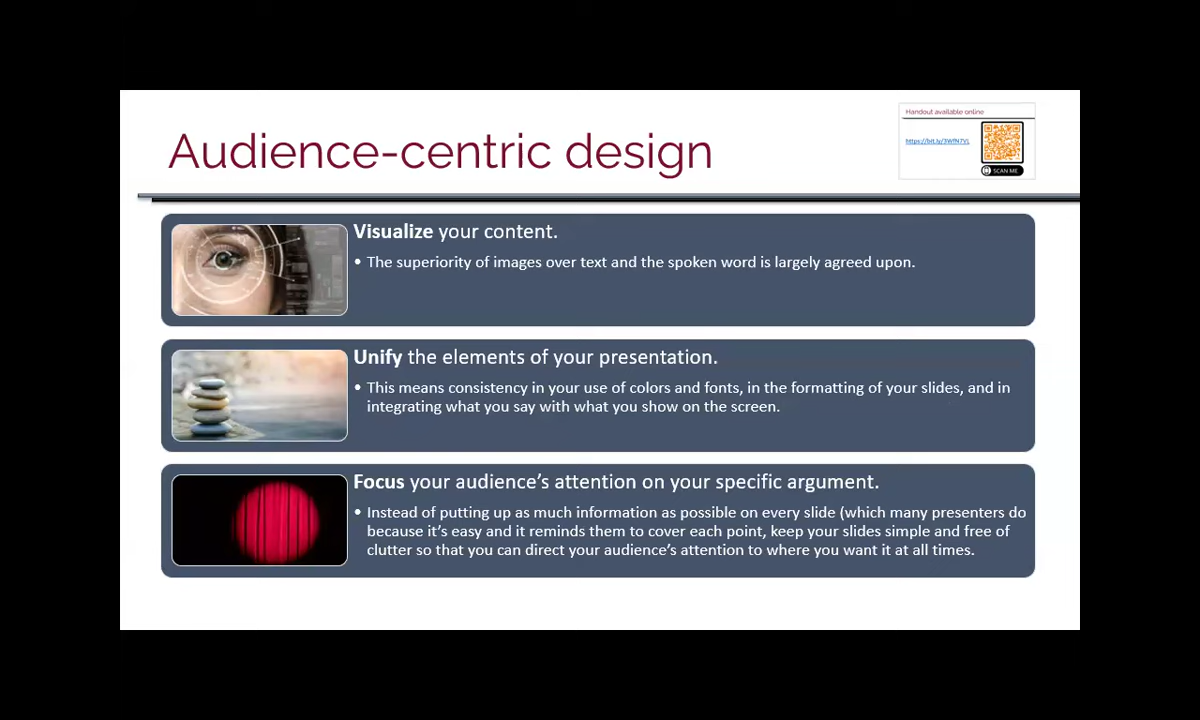 Audience-centric design
Handout available online
https://bit.ly/3WfN7VL
SCAN ME
Visualize your content.
• The superiority of images over text and the spoken word is largely agreed upon.
Unify the elements of your presentation.
• This means consistency in your use of colors and fonts, in the formatting of your slides, and in
integrating what you say with what you show on the screen.
Focus your audience’s attention on your specific argument.
• Instead of putting up as much information as possible on every slide (which many presenters do
because it’s easy and it reminds them to cover each point, keep your slides simple and free of
clutter so that you can direct your audience’s attention to where you want it at all times.